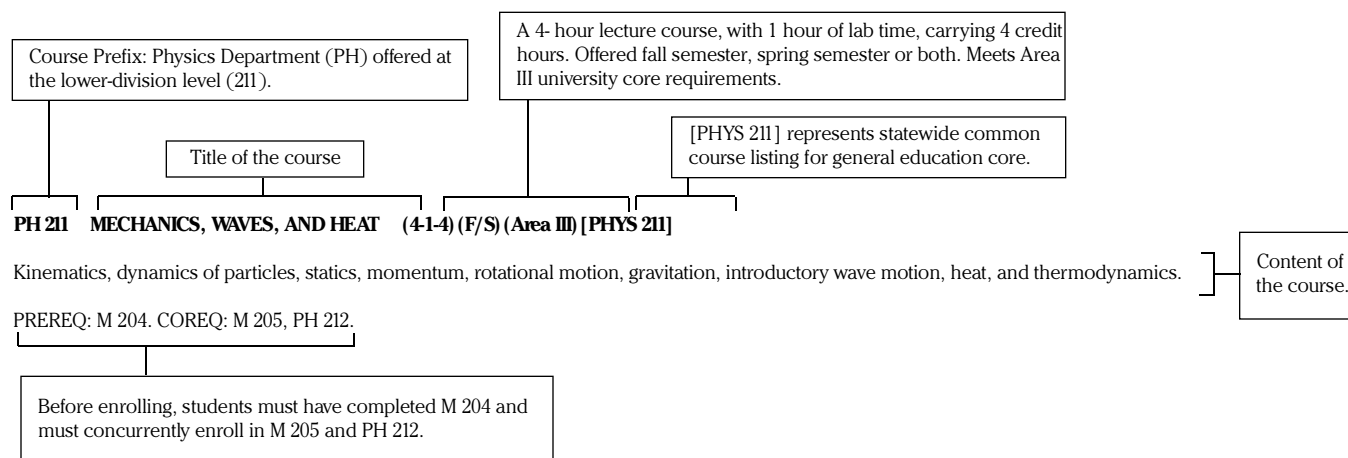 A 4- hour lecture course, with 1 hour of lab time, carrying 4 credit
hours. Offered fall semester, spring semester or both. Meets Area
III university core requirements.
Course Prefix: Physics Department (PH) offered at
the lower-division level (211).
[PHYS 211] represents statewide common
course listing for general education core.
Title of the course
PH 211 MECHANICS, WAVES, AND HEAT (4-1-4) (F/S) (Area III) [PHYS 211]
Kinematics, dynamics of particles, statics, momentum, rotational motion, gravitation, introductory wave motion, heat, and thermodynamics.
Content of
the course.
PREREQ: M 204. COREQ: M 205, PH 212.
Before enrolling, students must have completed M 204 and
must concurrently enroll in M 205 and PH 212.